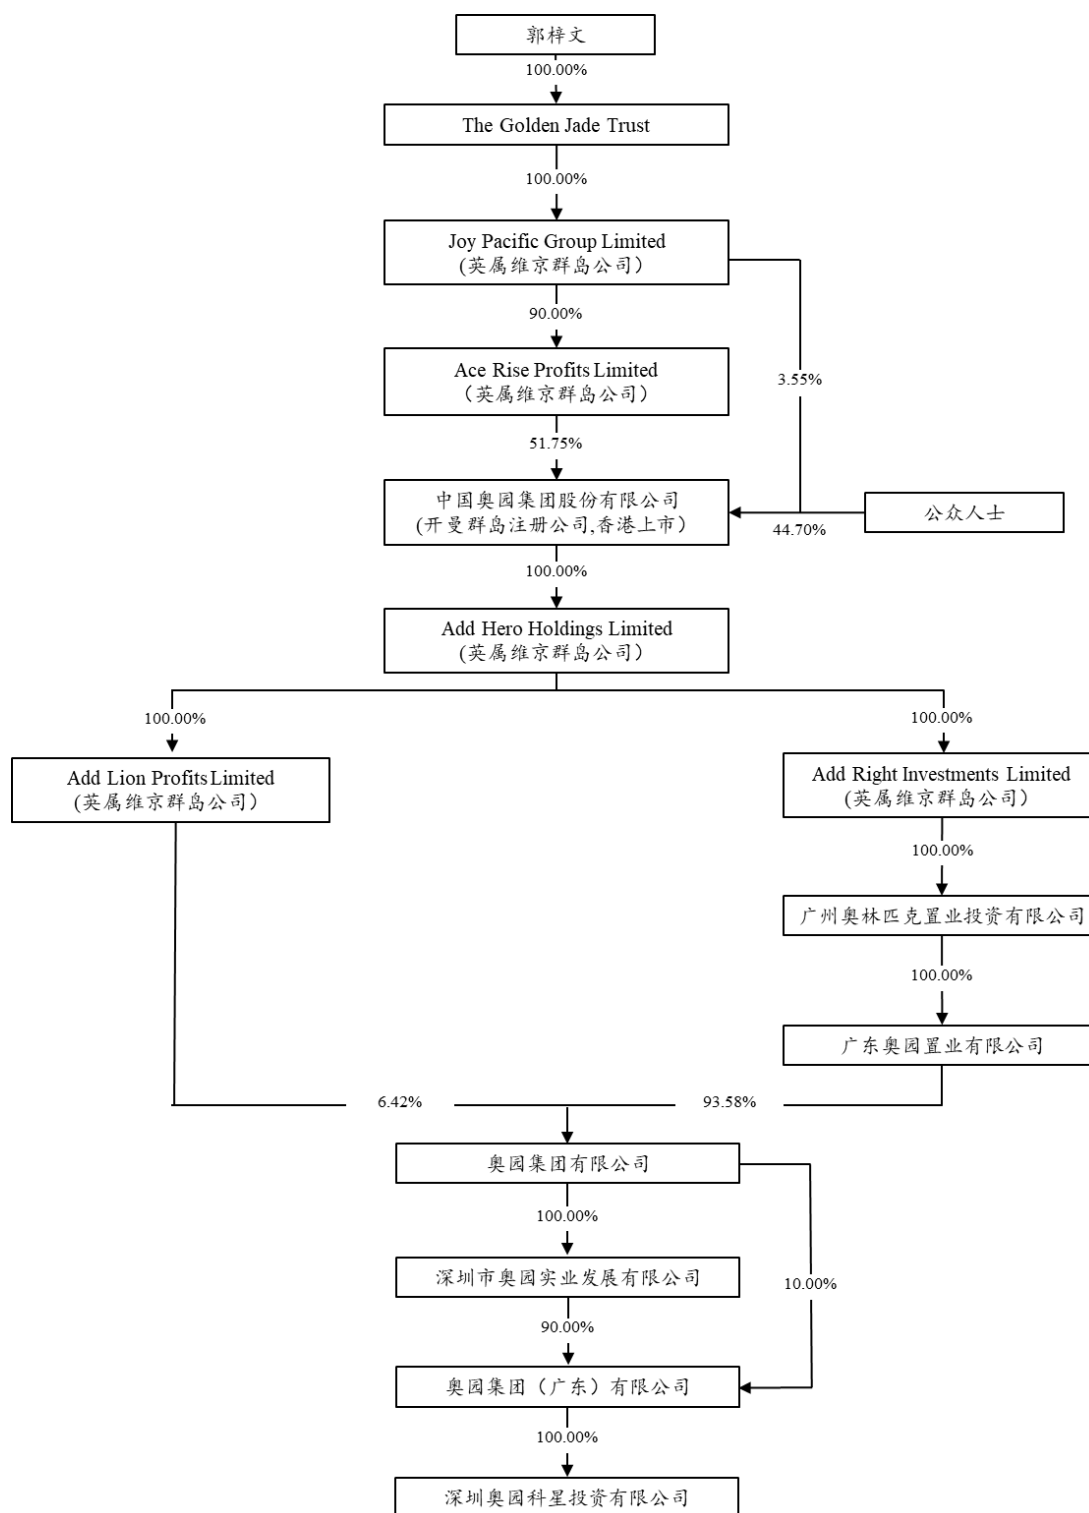 郭梓文
100.00%
The Golden Jade Trust
100.00%
Joy Pacific Group Limited
(英属维京群岛公司）
90.00%
Ace Rise Profits Limited
（英属维京群岛公司）
3.55%
51.75%
中国奥园集团股份有限公司
(开曼群岛注册公司,香港上市）
公众人士
44.70%
100.00%
Add Hero Holdings Limited
(英属维京群岛公司）
100.00%
100.00%
Add Lion Profits Limited
(英属维京群岛公司）
Add Right Investments Limited
(英属维京群岛公司）
100.00%
广州奥林匹克置业投资有限公司
100.00%
广东奥园置业有限公司
6.42%
93.58%
奥园集团有限公司
100.00%
深圳市奥园实业发展有限公司
10.00%
90.00%
奥园集团（广东）有限公司
100.00%
深圳奥园科星投资有限公司